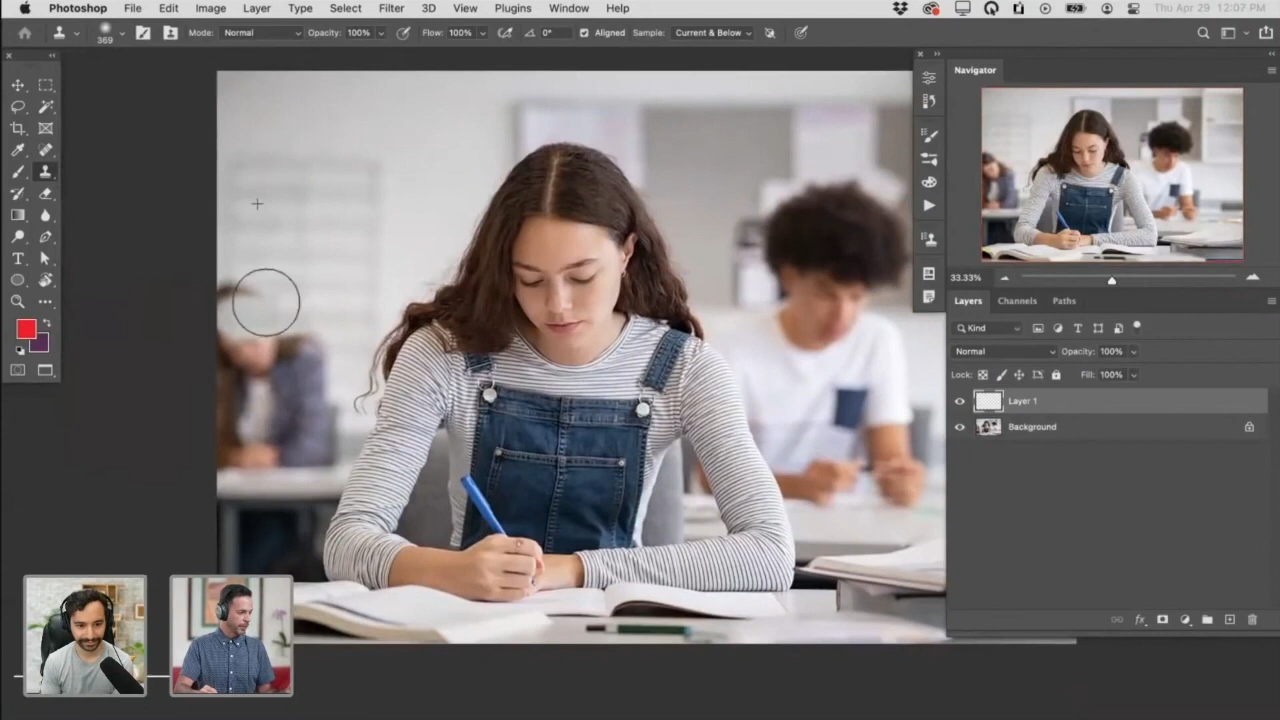 Photoshop File Edit Image Layer Type Select Filter 3D View Plugins Window Help Thu Apr 29 12:07 PM
369 Mode: Normal Opacity: 100% Flow: 100% 0° Aligned Sample: Current & Below
Navigator
33.33%
Layers Channels Paths
Kind
Normal Opacity: 100%
Lock: Fill: 100%
Layer 1
Background